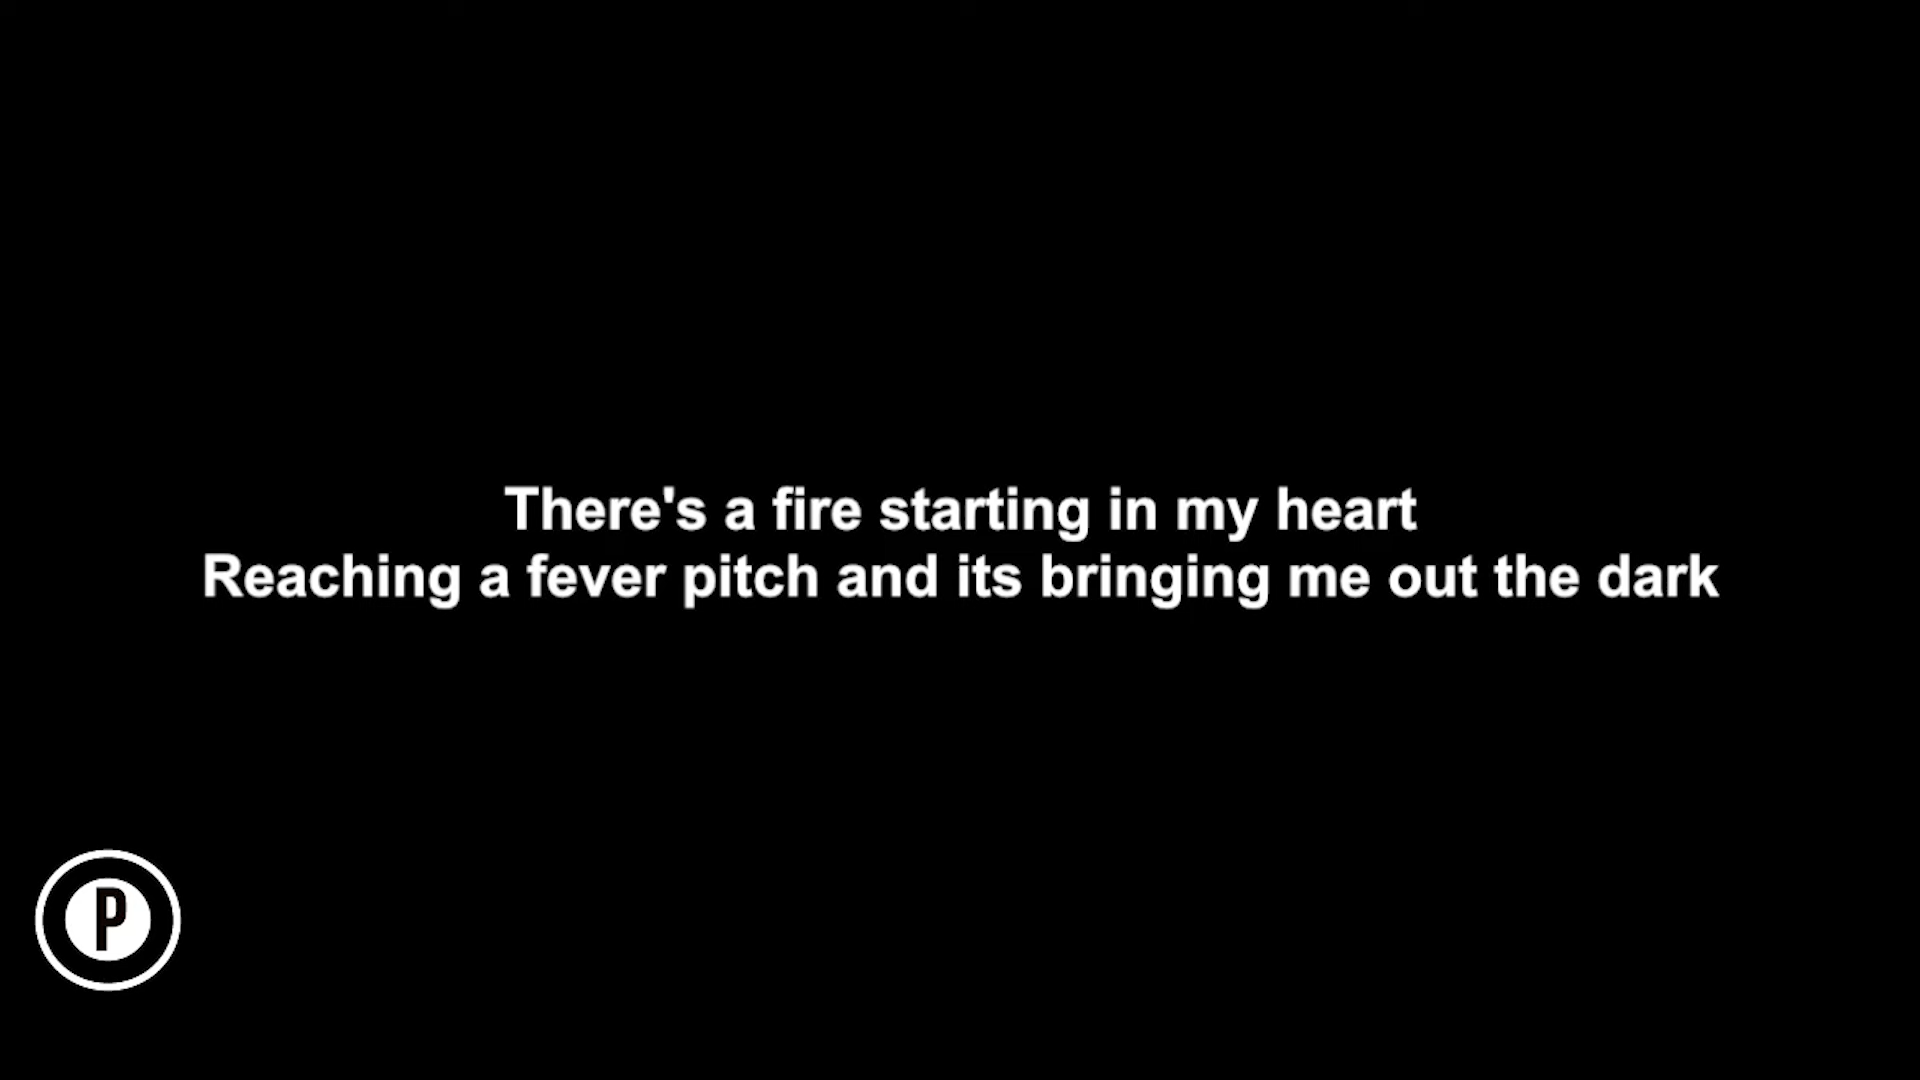 There's a fire starting in my heart
Reaching a fever pitch and its bringing me out the dark
P